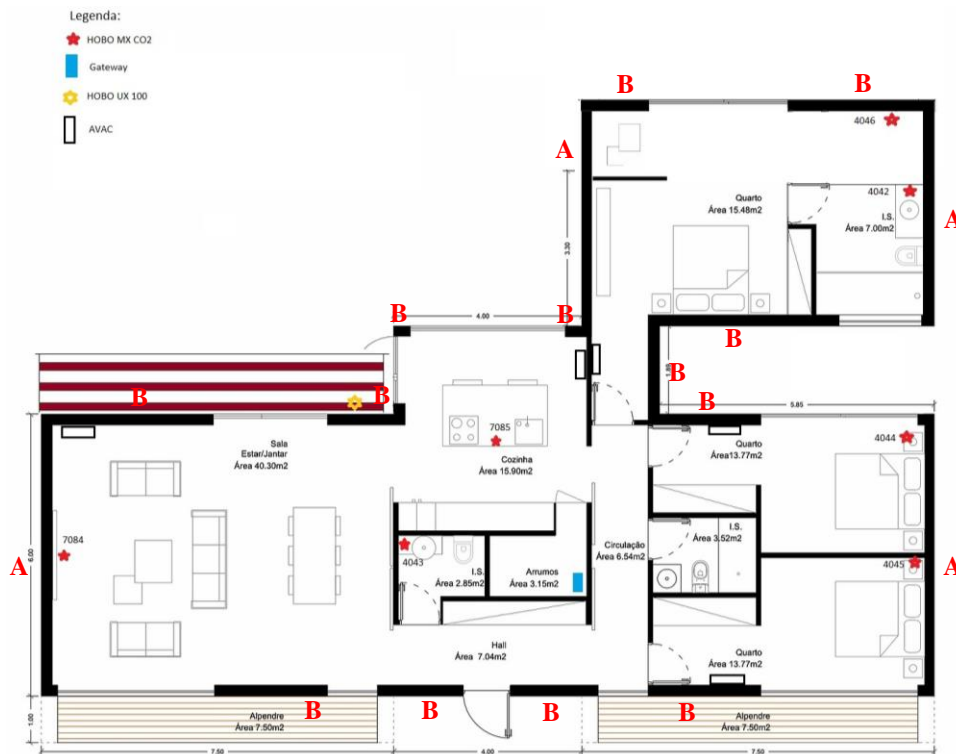 Legenda:
HOBO MX CO2
Gateway
HOBO UX 100
AVAC
B
B
4046
A
4042
A
Quarto
Área 15.48m2
I.S.
Área 7.00m2
3.30
B
4.00
B
B
1.85
B
B
B
B
5.85
7085
Sala
Estar/Jantar
Área 40.30m2
Cozinha
Área 15.90m2
Quarto
Área13.77m2
4044
7084
A
6.00
4043
I.S.
Área 2.85m2
Arrumos
Área 3.15m2
Circulação
Área 6.54m2
I.S.
Área 3.52m2
4045
A
Hall
Área 7.04m2
Quarto
Área 13.77m2
B
B
B
B
1.00
Alpendre
Área 7.50m2
Alpendre
Área 7.50m2
7.50
4.00
7.50